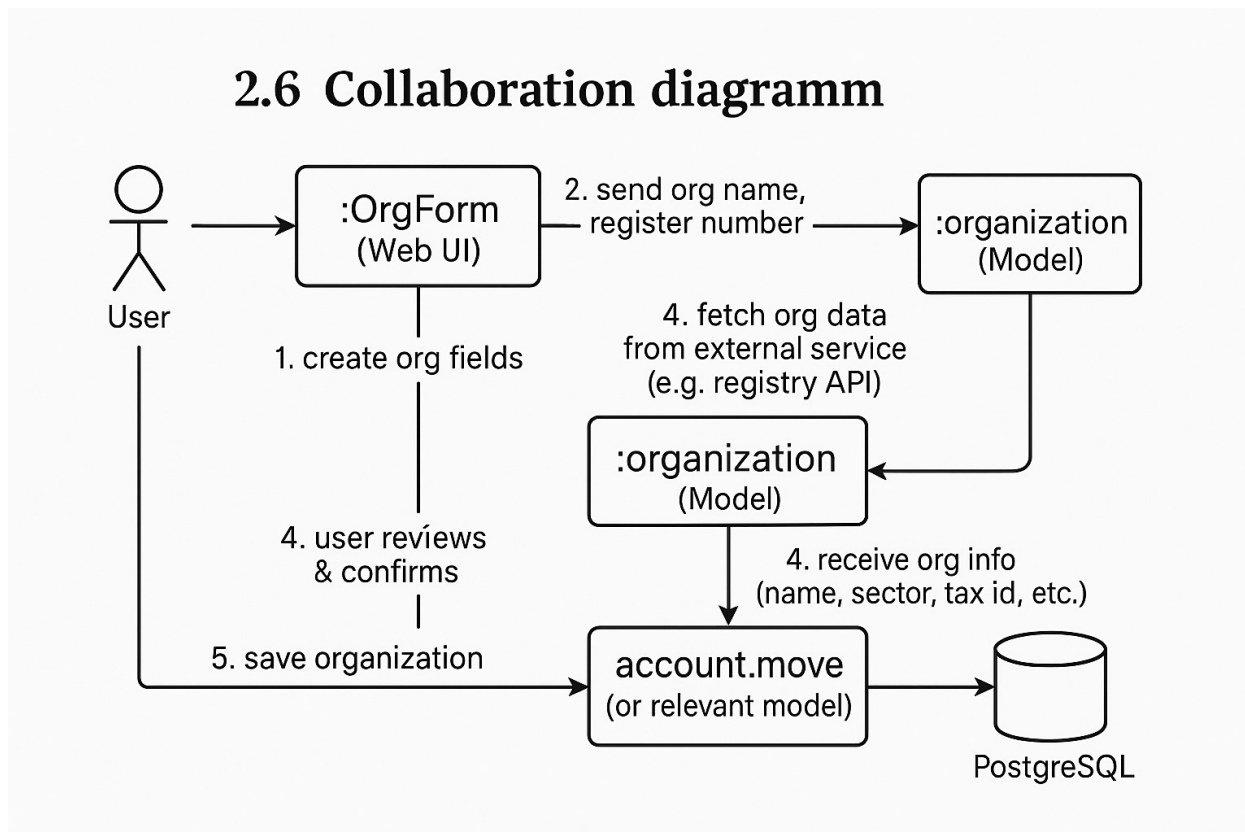 2.6 Collaboration diagramm
:OrgForm
(Web UI)
2. send org name,
register number
:organization
(Model)
User
1. create org fields
4. fetch org data
from external service
(e.g. registry API)
:organization
(Model)
4. user revíews
& confirms
4. receive org info
(name, sector, tax id, etc.)
5. save organization
account.move
(or relevant model)
PostgreSQL